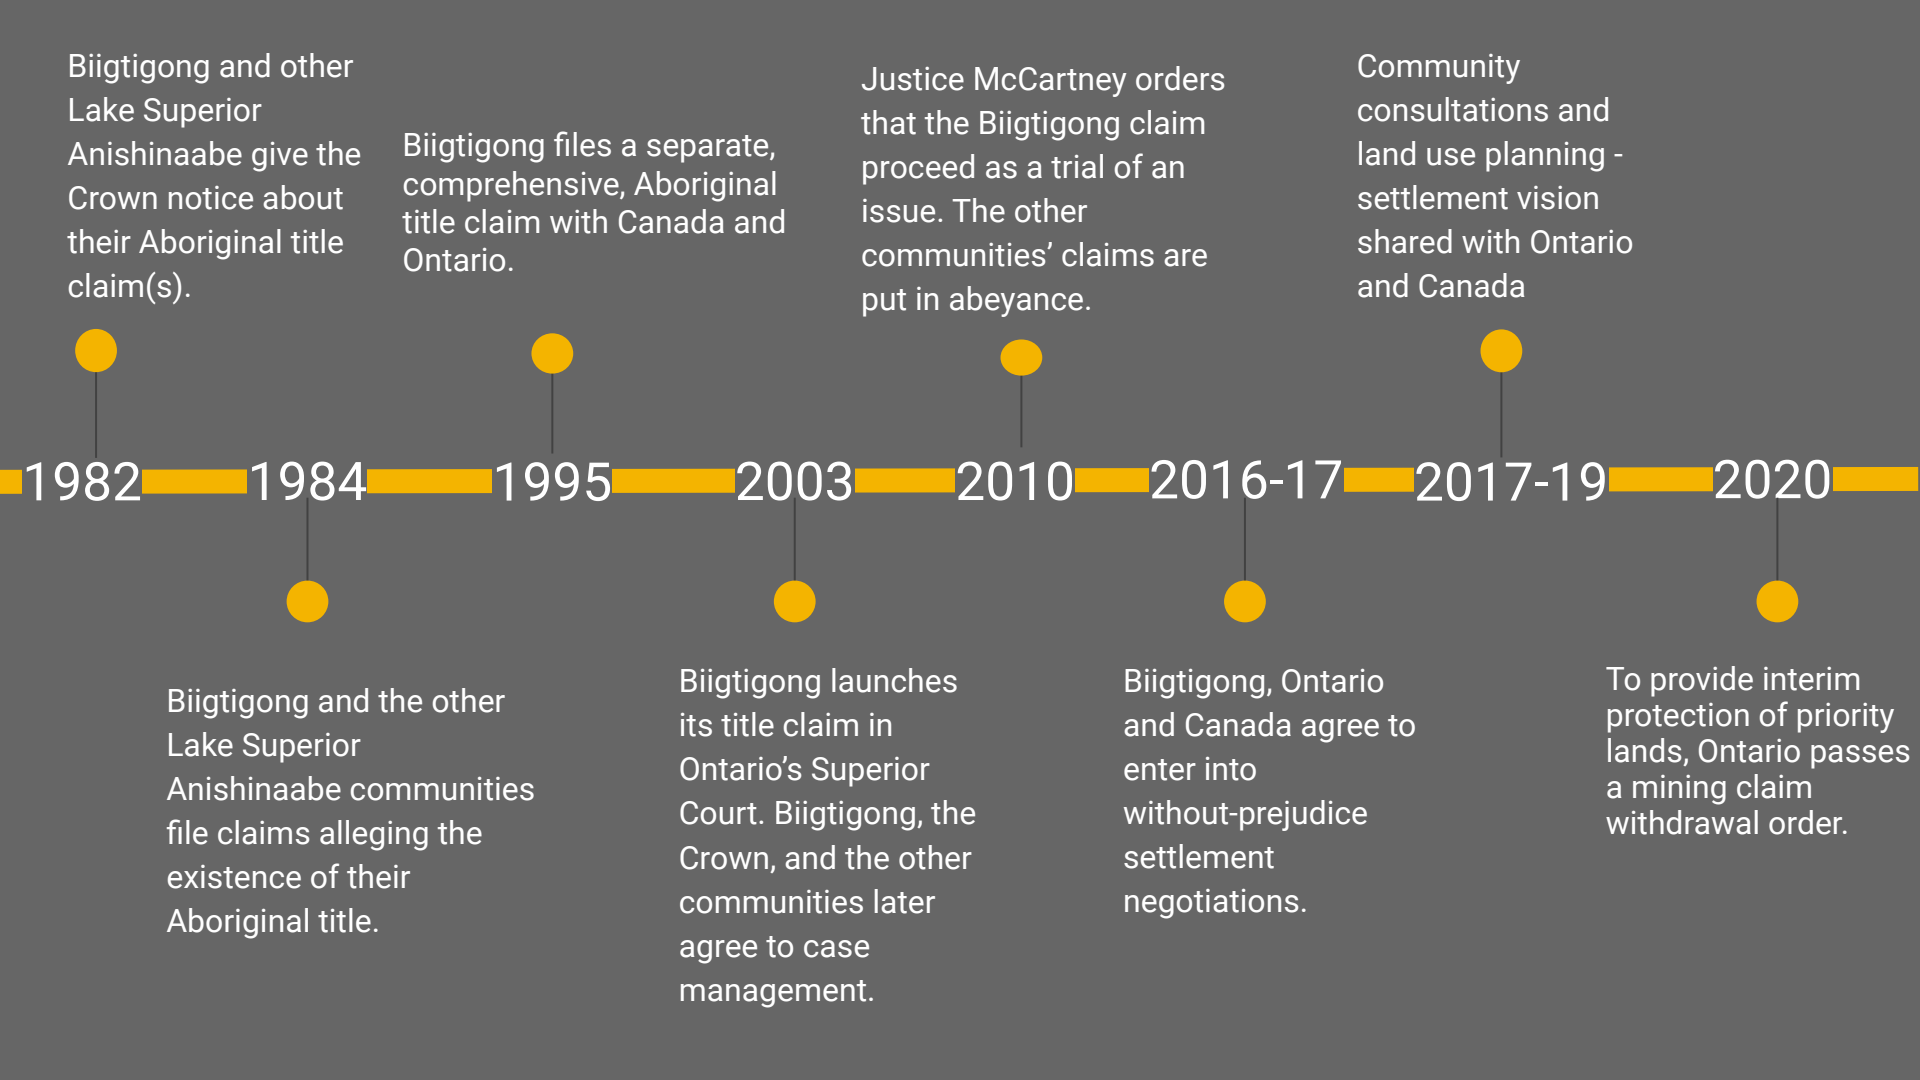 Biigtigong and other
Lake Superior
Anishinaabe give the
Crown notice about
their Aboriginal title
claim(s).
Biigtigong files a separate,
comprehensive, Aboriginal
title claim with Canada and
Ontario.
Justice McCartney orders
that the Biigtigong claim
proceed as a trial of an
issue. The other
communities’ claims are
put in abeyance.
Community
consultations and
land use planning -
settlement vision
shared with Ontario
and Canada
1982 1984 1995 2003 2010 2016-17 2017-19 2020
Biigtigong and the other
Lake Superior
Anishinaabe communities
file claims alleging the
existence of their
Aboriginal title.
Biigtigong launches
its title claim in
Ontario’s Superior
Court. Biigtigong, the
Crown, and the other
communities later
agree to case
management.
Biigtigong, Ontario
and Canada agree to
enter into
without-prejudice
settlement
negotiations.
To provide interim
protection of priority
lands, Ontario passes
a mining claim
withdrawal order.